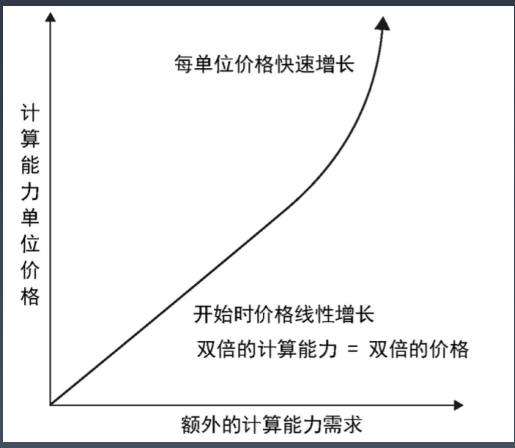 每单位价格快速增长
计算能力单位价格
开始时价格线性增长
双倍的计算能力 = 双倍的价格
额外的计算能力需求